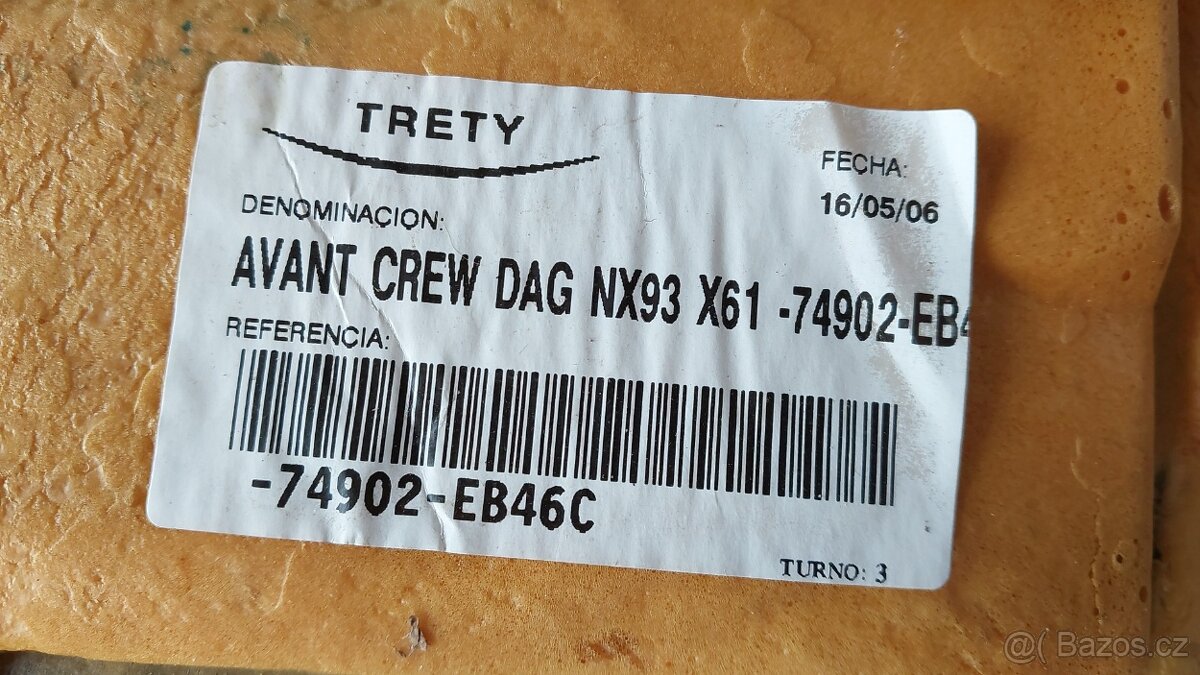 TRETY
FECHA:
16/05/06
DENOMINACION:
AVANT CREW DAG NX93 X61 -74902-EB4
REFERENCIA:
-74902-EB46C
TURNO: 3
@( Bazos.cz